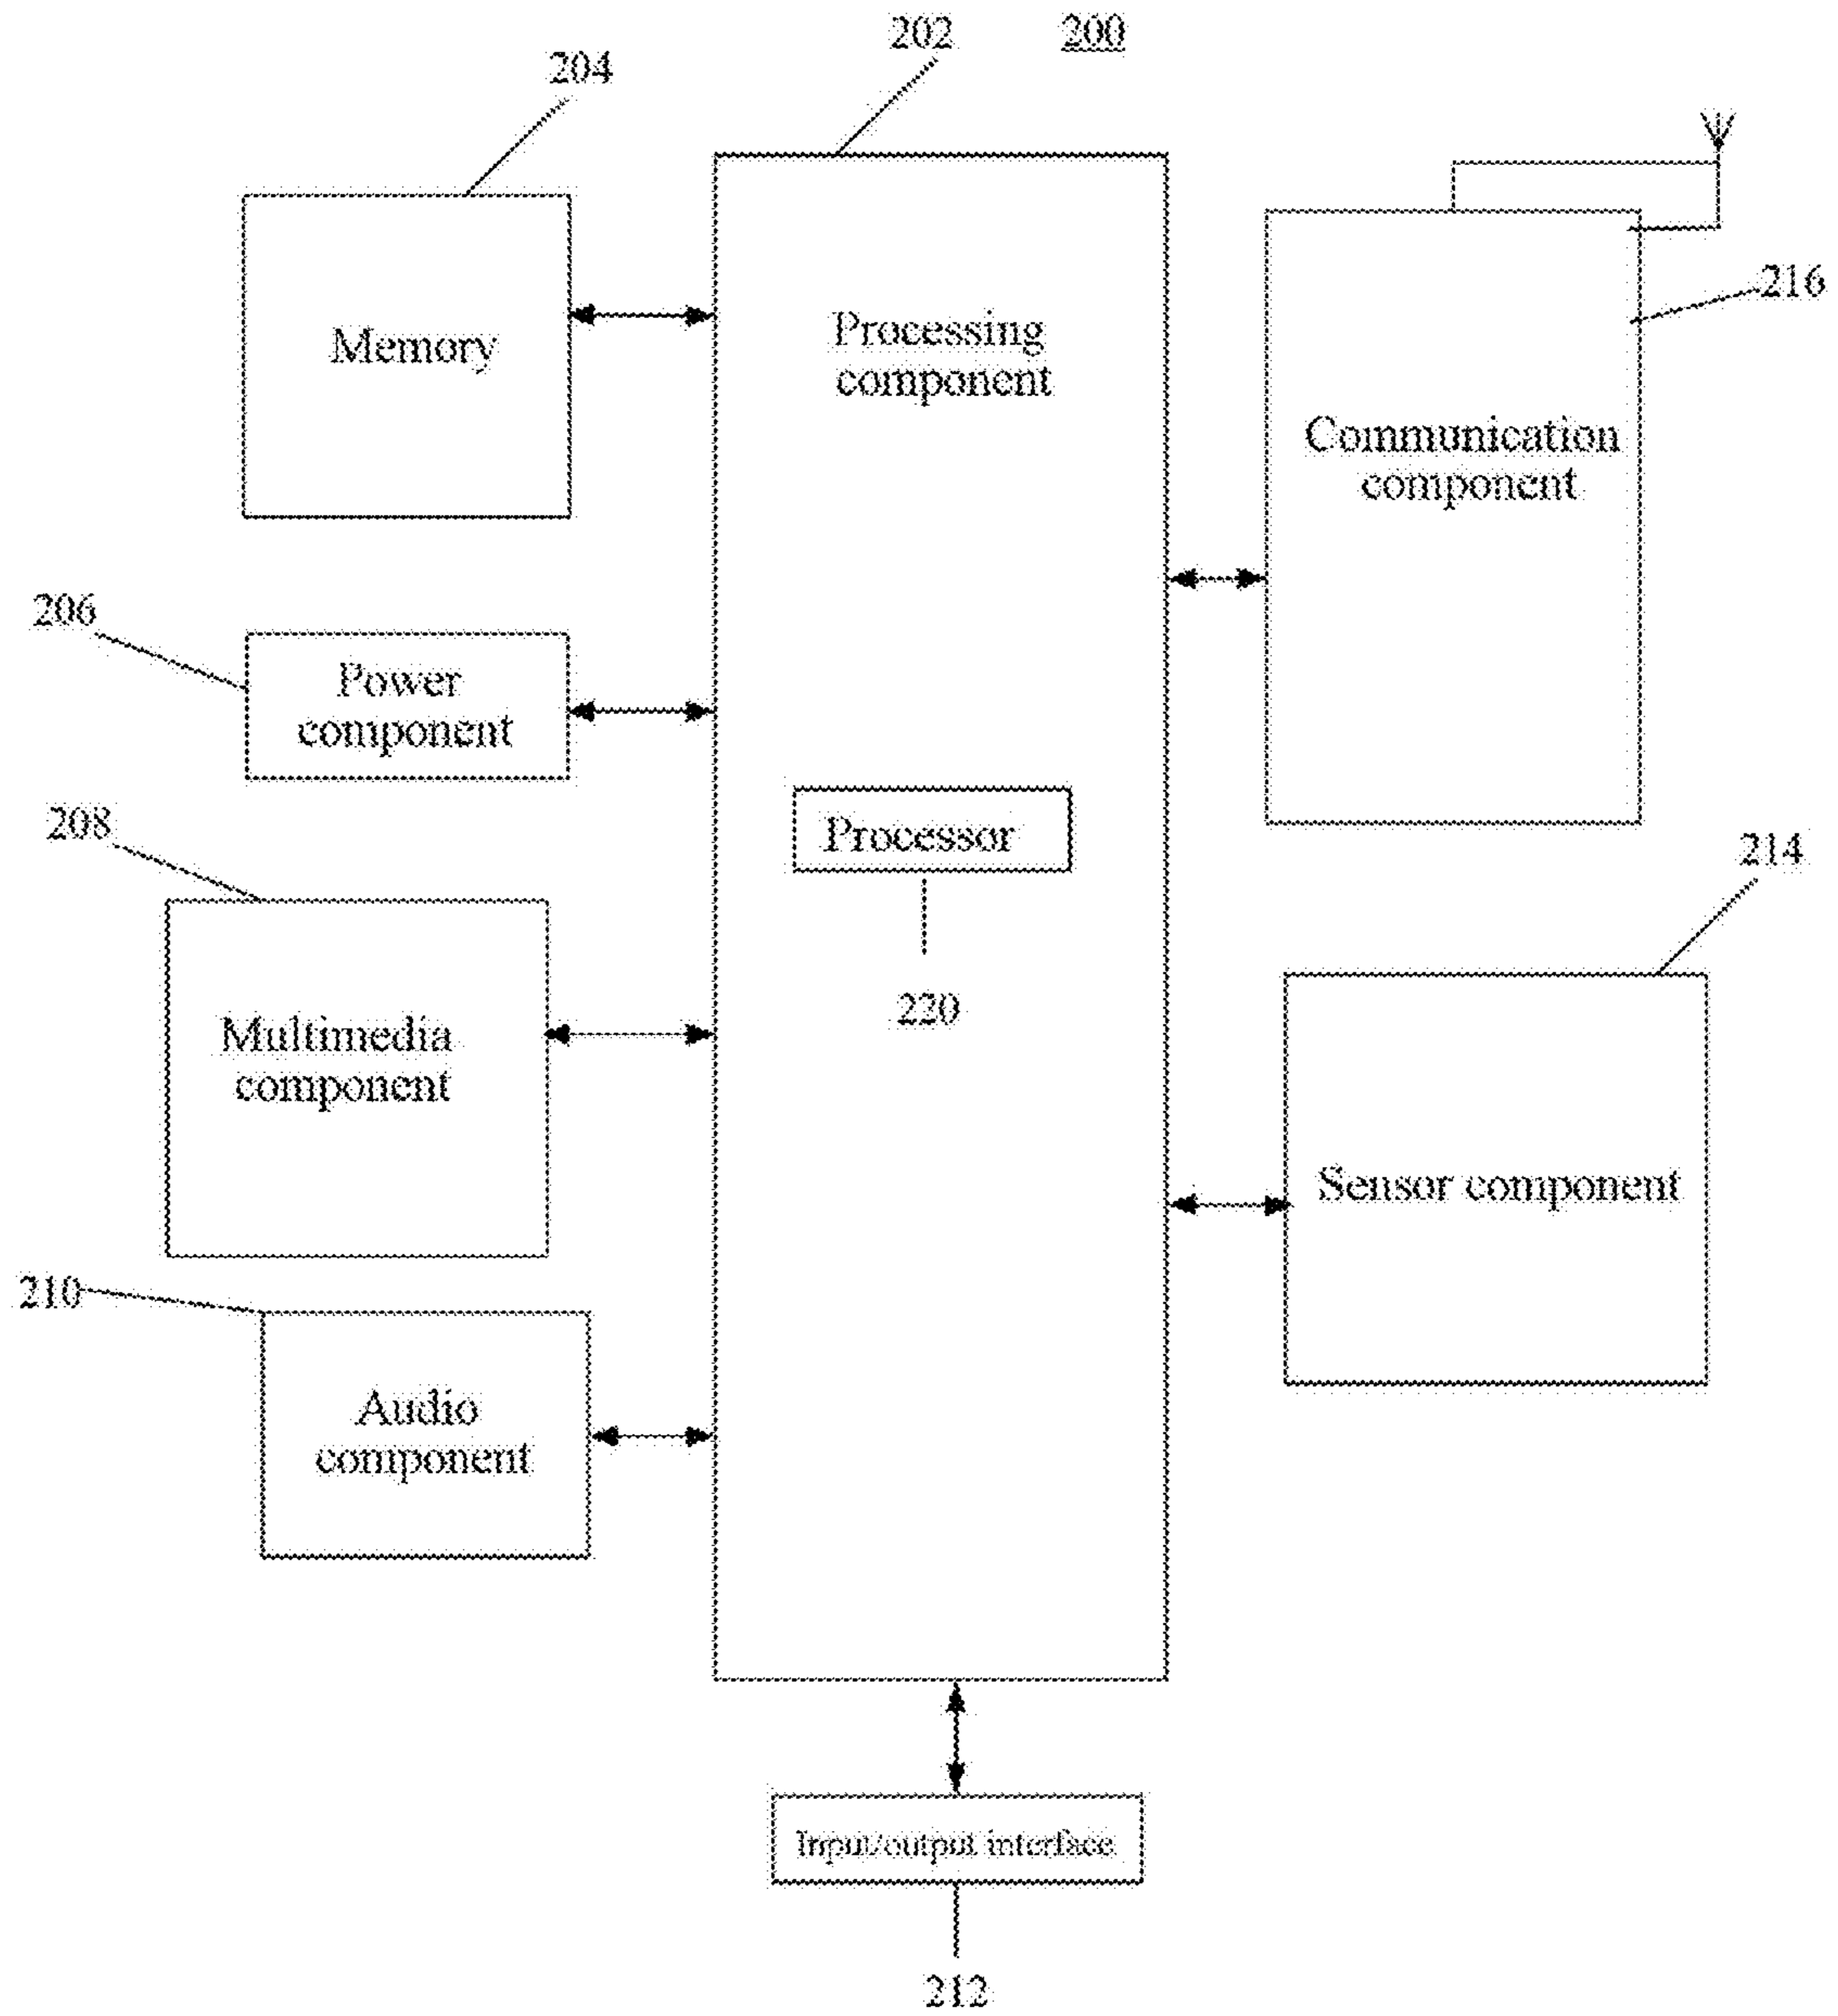 202
200
204
216
Memory
Processing
component
Communication
component
206
Power
component
208
Processor
214
220
Multimedia
component
Sensor component
210
Audio
component
Input/output interface
212